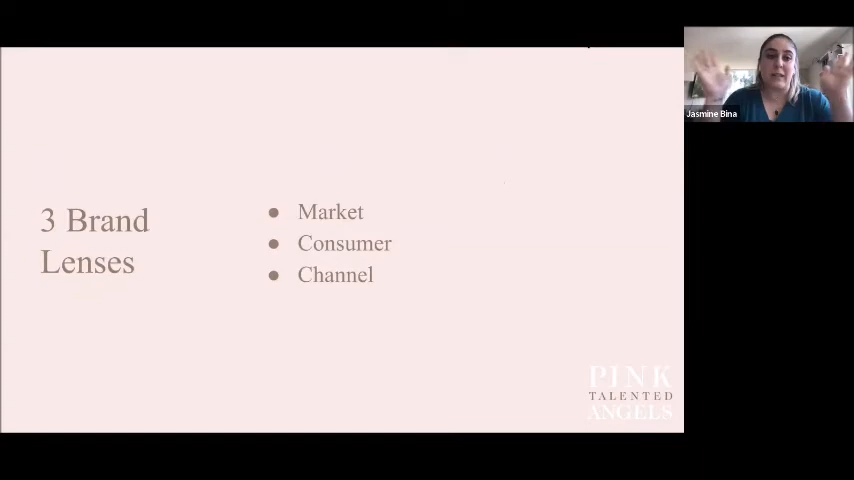 3 Brand
Lenses
● Market
● Consumer
● Channel
PINK
TALENTED
ANGELS
Jasmine Bina